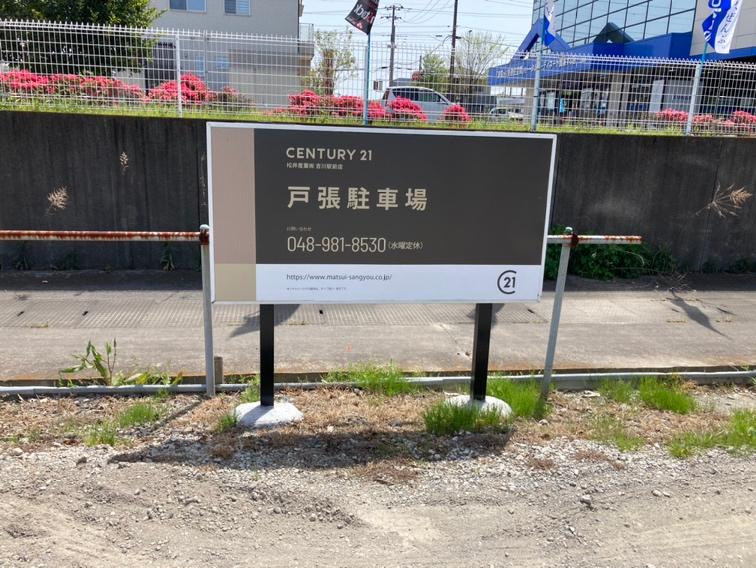 CENTURY 21
松井産業㈱ 吉川駅前店
戸張駐車場
お問い合わせ
048-981-8530(水曜定休)
https://www.matsui-sangyou.co.jp/
21